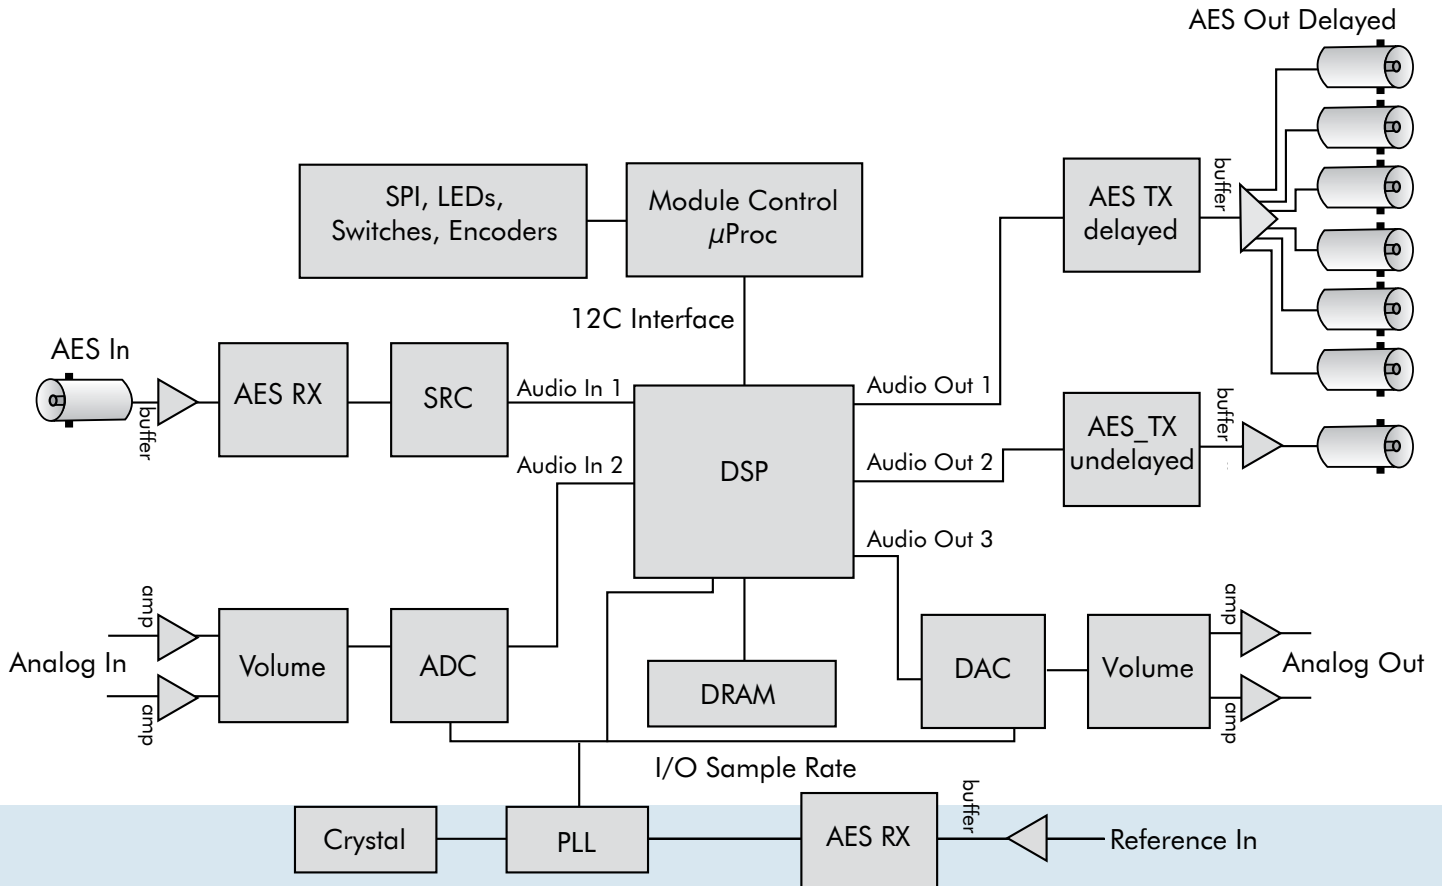 AES Out Delayed
SPI, LEDs,
Switches, Encoders
Module Control
µProc
AES TX
delayed
buffer
12C Interface
AES In
buffer
AES RX
SRC
Audio In 1
Audio In 2
DSP
Audio Out 1
Audio Out 2
Audio Out 3
AES_TX
undelayed
buffer
amp
Analog In
amp
Volume
ADC
DRAM
DAC
Volume
amp
Analog Out
amp
I/O Sample Rate
Crystal
PLL
AES RX
buffer
Reference In